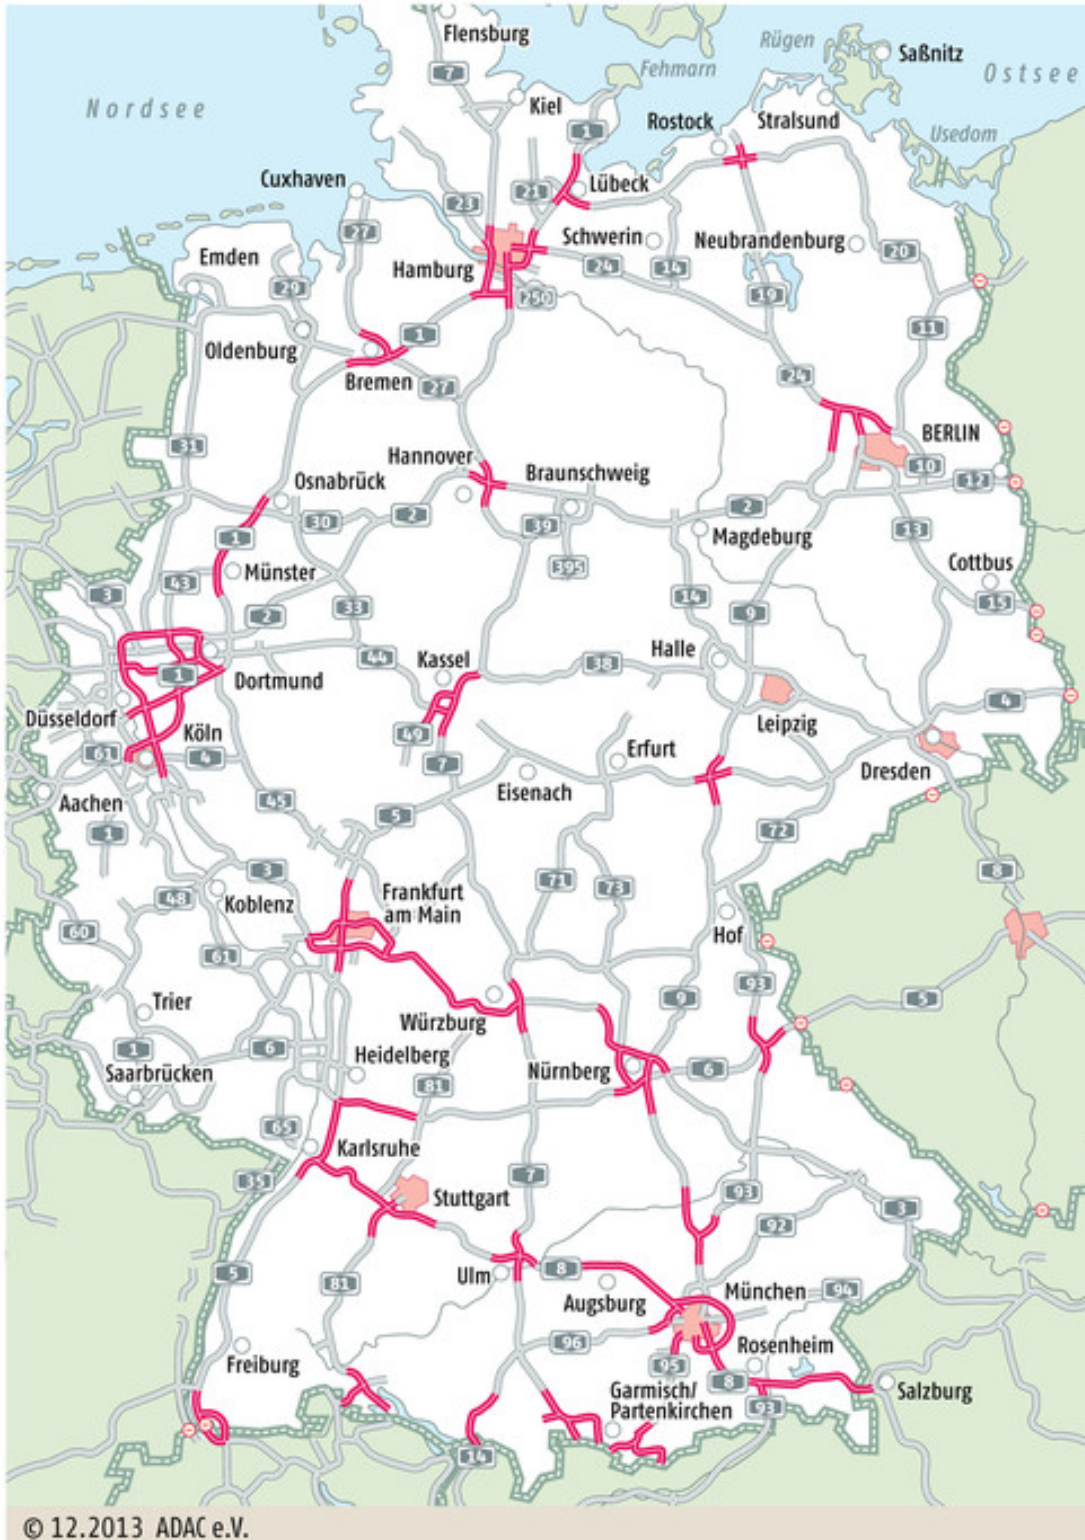 Flensburg
7
Kiel
Nordsee
Fehmarn
Rügen
Saßnitz
Ostsee
1
Rostock
Stralsund
Usedom
Cuxhaven
23
21
Lübeck
27
Schwerin
Neubrandenburg
Emden
Hamburg
24
14
20
29
250
19
Oldenburg
1
11
Bremen
27
24
31
Hannover
BERLIN
Osnabrück
Braunschweig
10
12
30
2
39
2
1
Magdeburg
13
Münster
43
395
Cottbus
3
2
33
14
9
15
44
Kassel
38
Halle
1
Dortmund
4
Düsseldorf
Köln
Leipzig
61
4
49
7
Erfurt
Dresden
Aachen
45
5
Eisenach
1
72
3
8
48
Koblenz
Frankfurt
am Main
71
73
60
61
Hof
9
93
5
Trier
Würzburg
1
6
Heidelberg
Nürnberg
6
Saarbrücken
81
65
Karlsruhe
35
7
93
Stuttgart
92
3
5
81
Ulm
8
Augsburg
München
94
Freiburg
96
95
Rosenheim
8
Salzburg
Garmisch/
Partenkirchen
93
14
© 12.2013 ADAC e.V.